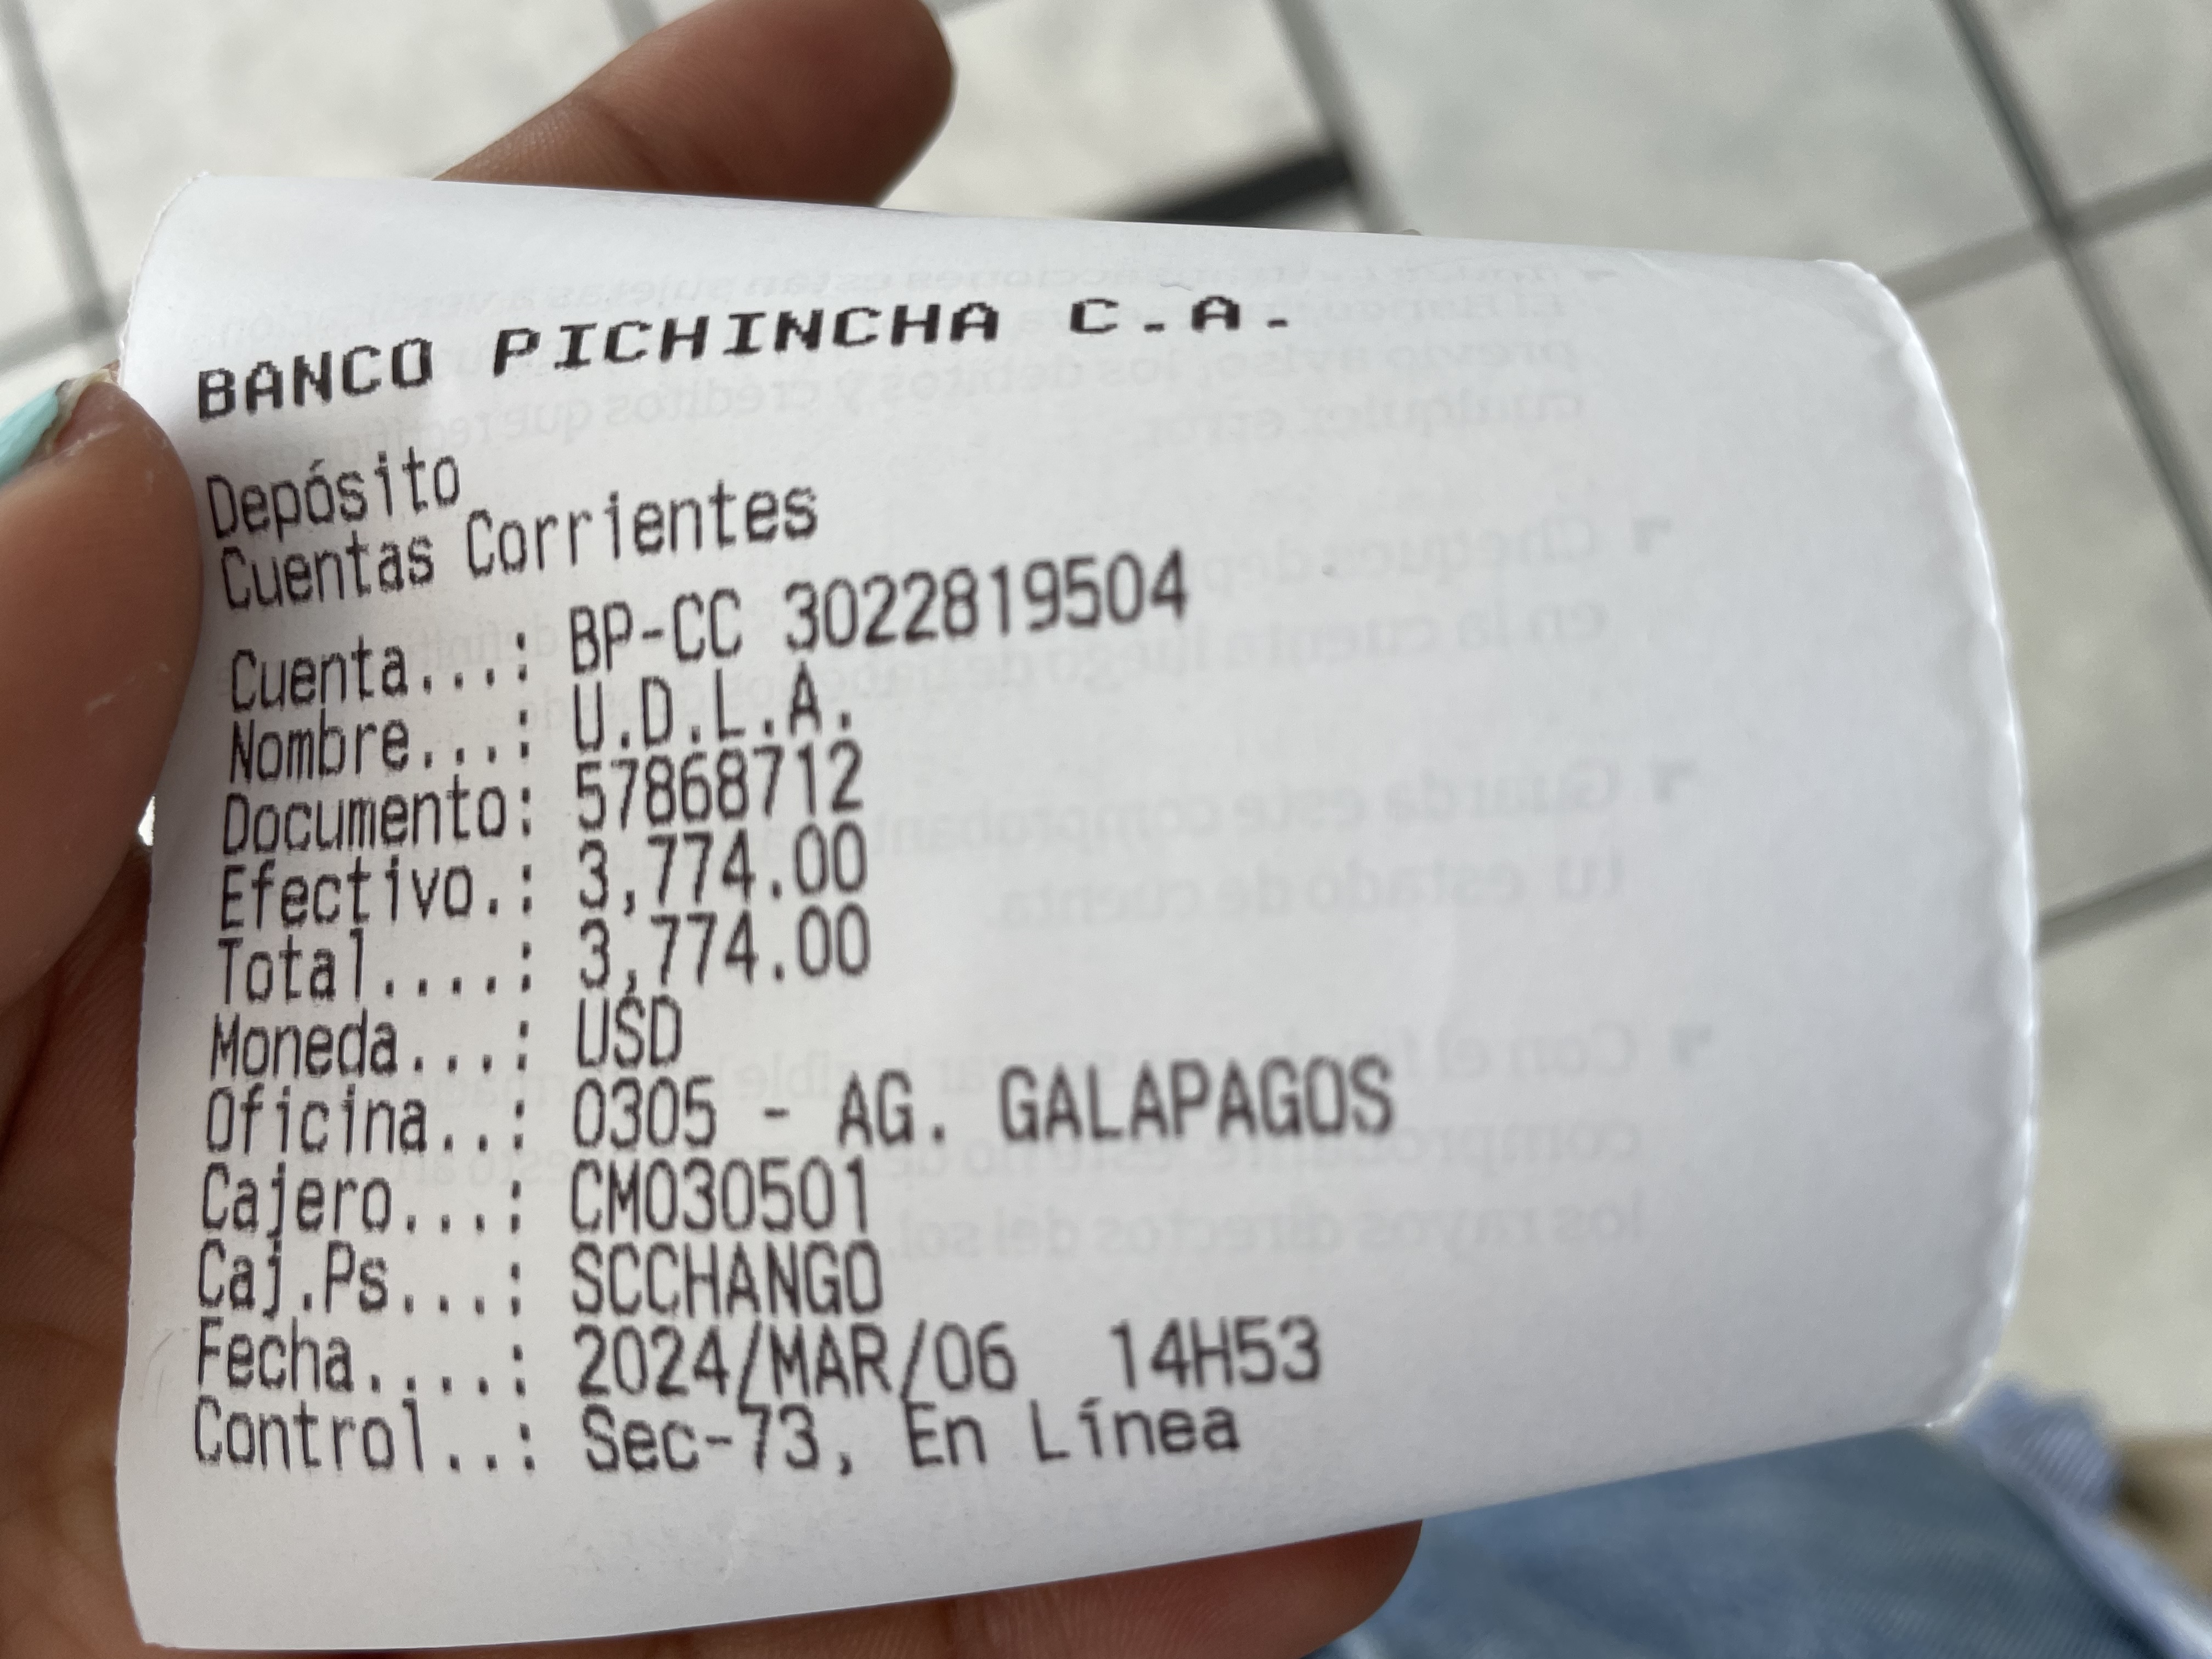 BANCO PICHINCHA C.A.
Depósito
Cuentas Corrientes
Cuenta...: BP-CC 3022819504
Nombre...: U.D.L.A.
Documento: 57868712
Efectivo.: 3,774.00
Total....: 3,774.00
Moneda...: USD
Oficina..: 0305 - AG. GALAPAGOS
Cajero...: CM030501
Caj.Ps...: SCCHANGO
Fecha....: 2024/MAR/06 14H53
Control..: Sec-73, En Línea